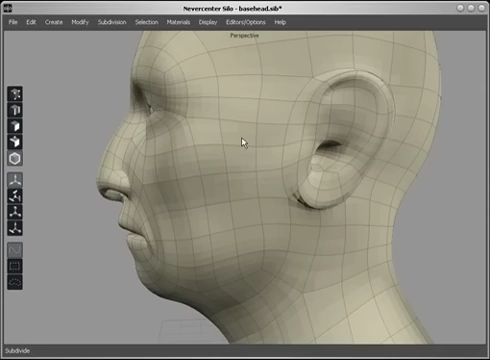 Nevercenter Silo - basehead.sib*
File Edit Create Modify Subdivision Selection Materials Display Editors/Options Help
Perspective
Subdivide